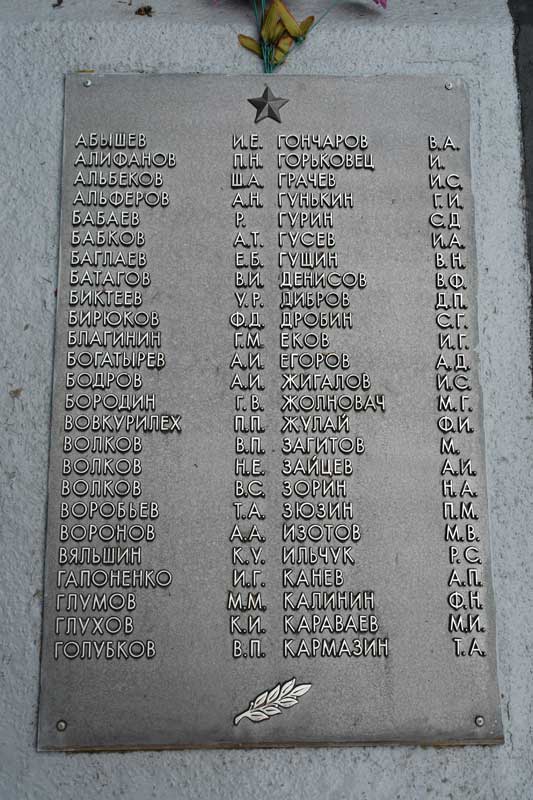 АБЫШЕВ И.Е. ГОНЧАРОВ В.А.
АЛИФАНОВ П.Н. ГОРЬКОВЕЦ И.
АЛЬБЕКОВ Ш.А. ГРАЧЕВ И.С.
АЛЬФЕРОВ А.Н. ГУНЬКИН Г.И.
БАБАЕВ Р. ГУРИН С.Д
БАБКОВ А.Т. ГУСЕВ И.А.
БАГЛАЕВ Е.Б. ГУЩИН В.Н.
БАТАГОВ В.И. ДЕНИСОВ В.Ф.
БИКТЕЕВ У.Р. ДИБРОВ Д.П.
БИРЮКОВ Ф.Д. ДРОБИН С.Г.
БЛАГИНИН Г.М. ЕКОВ И.Г.
БОГАТЫРЕВ А.И. ЕГОРОВ А.Д.
БОДРОВ А.И. ЖИГАЛОВ И.С.
БОРОДИН Г.В. ЖОЛНОВАЧ М.Г.
ВОВКУРИЛЕХ П.П. ЖУЛАЙ Ф.И.
ВОЛКОВ В.П. ЗАГИТОВ М.
ВОЛКОВ Н.Е. ЗАЙЦЕВ А.И.
ВОЛКОВ В.С. ЗОРИН Н.А.
ВОРОБЬЕВ Т.А. ЗЮЗИН П.М.
ВОРОНОВ А.А. ИЗОТОВ М.В.
ВЯЛЬШИН К.У. ИЛЬЧУК Р.С.
ГАПОНЕНКО И.Г. КАНЕВ А.П.
ГЛУМОВ М.М. КАЛИНИН Ф.Н.
ГЛУХОВ К.И. КАРАВАЕВ М.И.
ГОЛУБКОВ В.П. КАРМАЗИН Т.А.